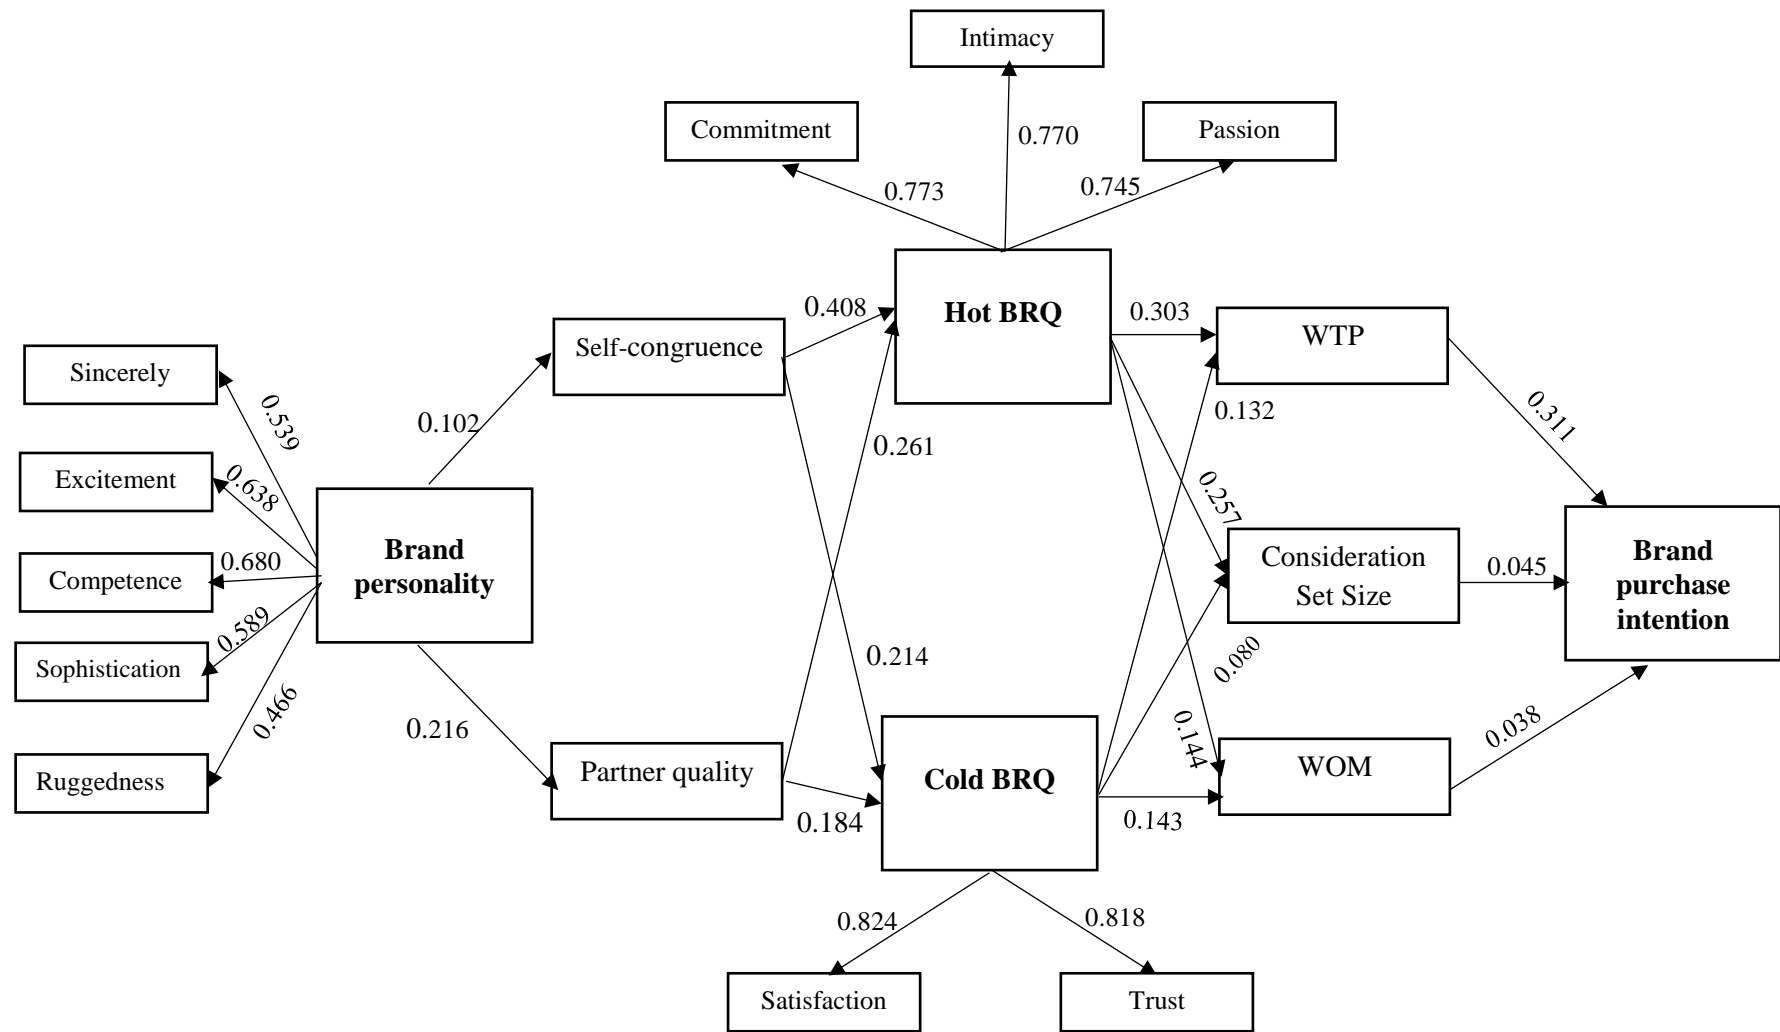 Intimacy
Commitment
Passion
0.770
0.773
0.745
Hot BRQ
0.408
0.303
WTP
Self-congruence
Sincerely
0.539
0.102
0.261
0.132
0.311
Excitement
0.638
0.257
Brand
personality
Competence
0.680
Consideration
Set Size
0.045
Brand
purchase
intention
Sophistication
0.589
0.214
0.080
0.466
0.216
0.144
0.038
Ruggedness
Partner quality
Cold BRQ
WOM
0.184
0.143
0.824
0.818
Satisfaction
Trust